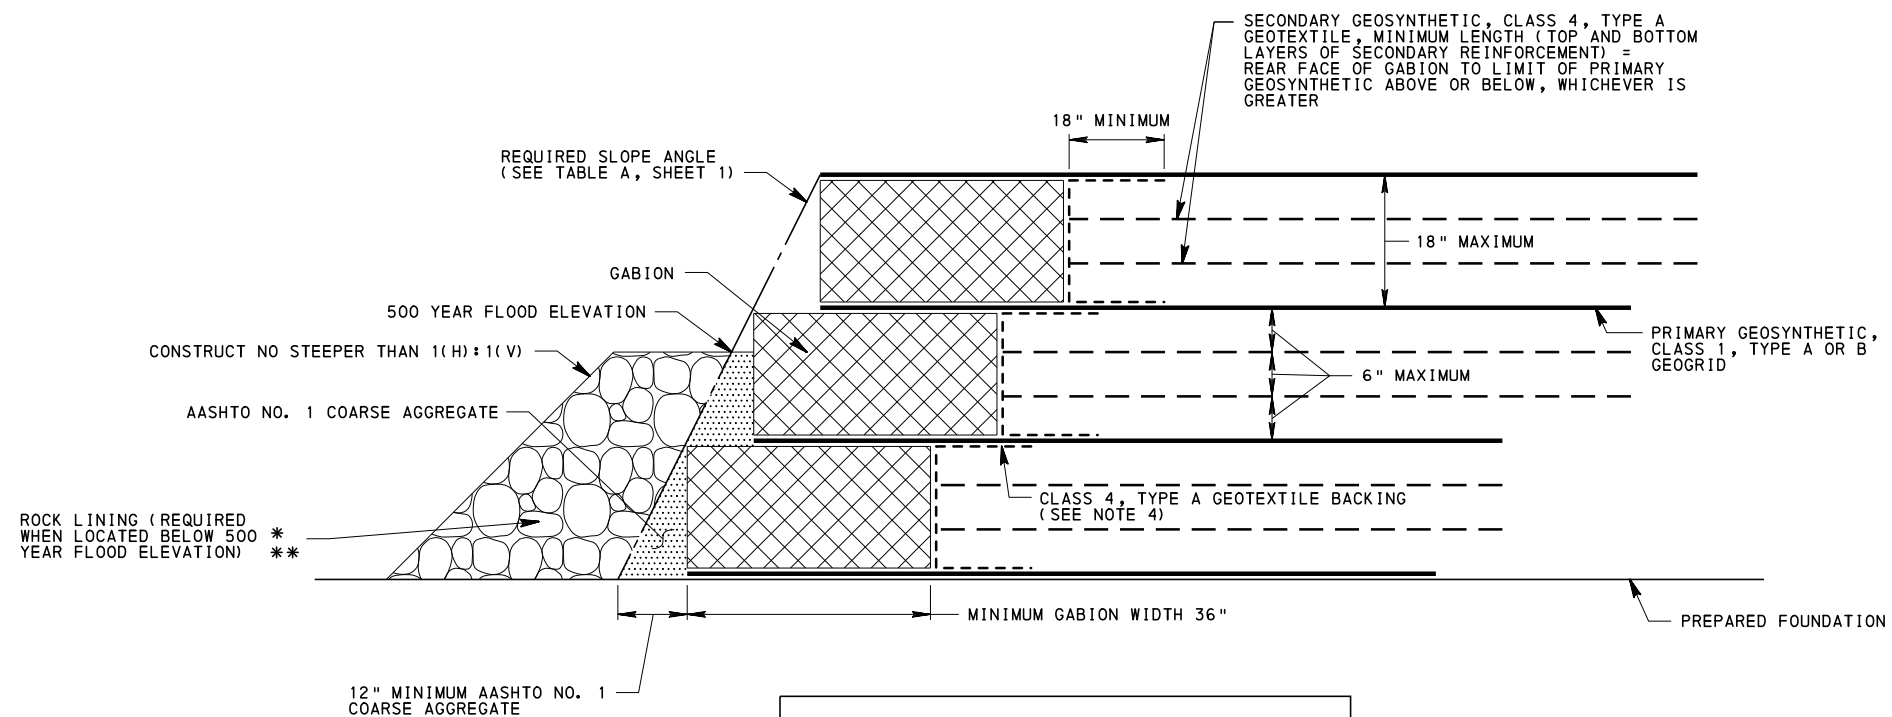 SECONDARY GEOSYNTHETIC, CLASS 4, TYPE A
GEOTEXTILE, MINIMUM LENGTH (TOP AND BOTTOM
LAYERS OF SECONDARY REINFORCEMENT) =
REAR FACE OF GABION TO LIMIT OF PRIMARY
GEOSYNTHETIC ABOVE OR BELOW, WHICHEVER IS
GREATER
18" MINIMUM
REQUIRED SLOPE ANGLE
(SEE TABLE A, SHEET 1)
18" MAXIMUM
GABION
500 YEAR FLOOD ELEVATION
PRIMARY GEOSYNTHETIC,
CLASS 1, TYPE A OR B
GEOGRID
CONSTRUCT NO STEEPER THAN 1(H):1(V)
6" MAXIMUM
AASHTO NO. 1 COARSE AGGREGATE
CLASS 4, TYPE A GEOTEXTILE BACKING
(SEE NOTE 4)
ROCK LINING (REQUIRED
WHEN LOCATED BELOW 500 *
YEAR FLOOD ELEVATION) **
MINIMUM GABION WIDTH 36"
PREPARED FOUNDATION
12" MINIMUM AASHTO NO. 1
COARSE AGGREGATE